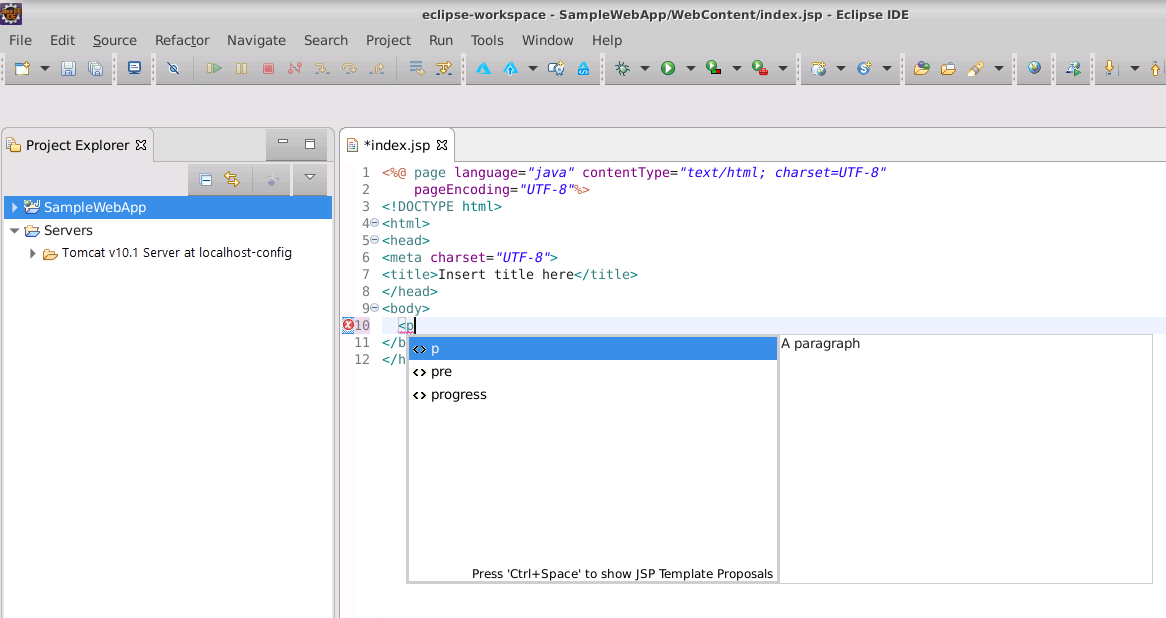 eclipse-workspace - SampleWebApp/WebContent/index.jsp - Eclipse IDE
File Edit Source Refactor Navigate Search Project Run Tools Window Help
Project Explorer
*index.jsp
SampleWebApp
Servers
Tomcat v10.1 Server at localhost-config
1 <%@ page language="java" contentType="text/html; charset=UTF-8"
2 pageEncoding="UTF-8"%>
3 <!DOCTYPE html>
4 <html>
5 <head>
6 <meta charset="UTF-8">
7 <title>Insert title here</title>
8 </head>
9 <body>
10 <p
11 </b
12 </h
p
pre
progress
Press 'Ctrl+Space' to show JSP Template Proposals
A paragraph